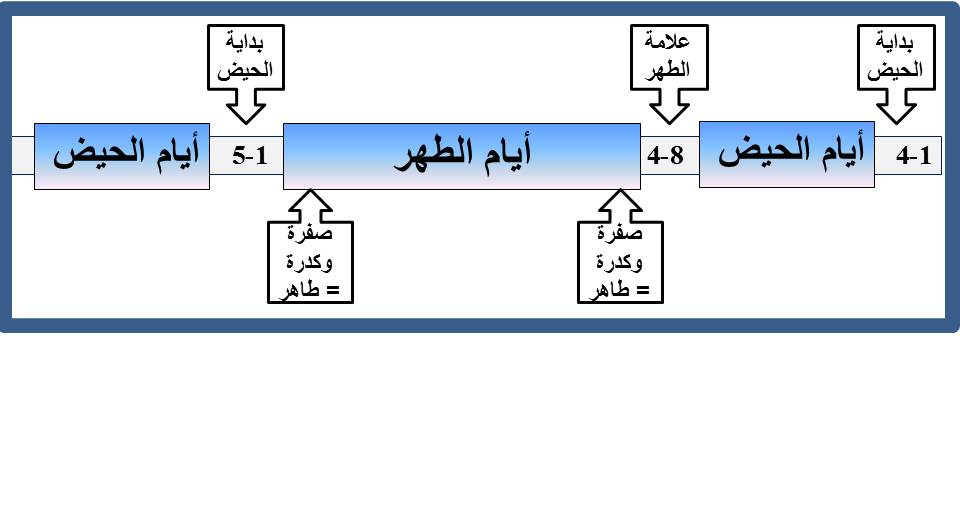 بداية
الحيض
علامة
الطهر
بداية
الحيض
4-1
أيام الحيض
4-8
أيام الطهر
5-1
أيام الحيض
صفرة
وكدرة
= طاهر
صفرة
وكدرة
= طاهر